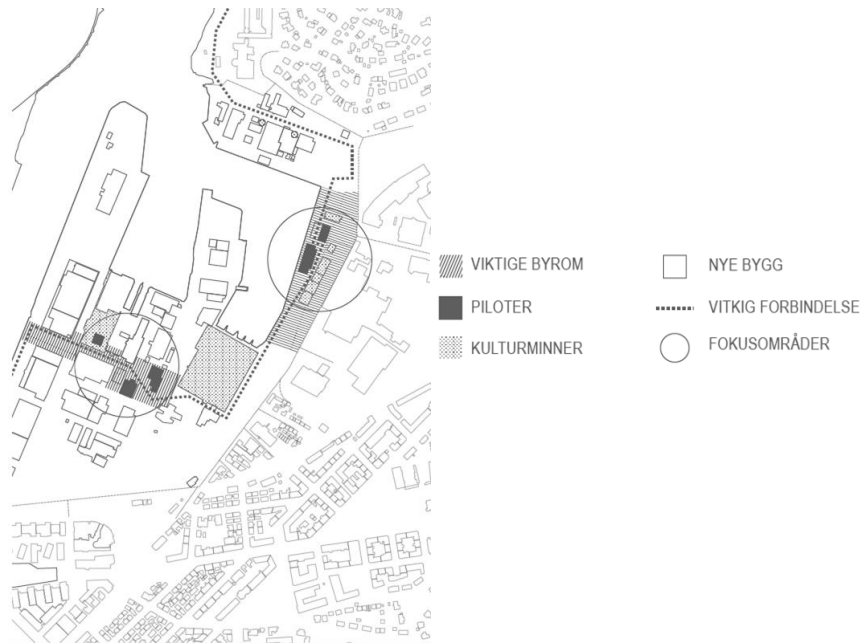 VIKTIGE BYROM
PILOTER
KULTURMINNER
NYE BYGG
VITKIG FORBINDELSE
FOKUSOMRÅDER